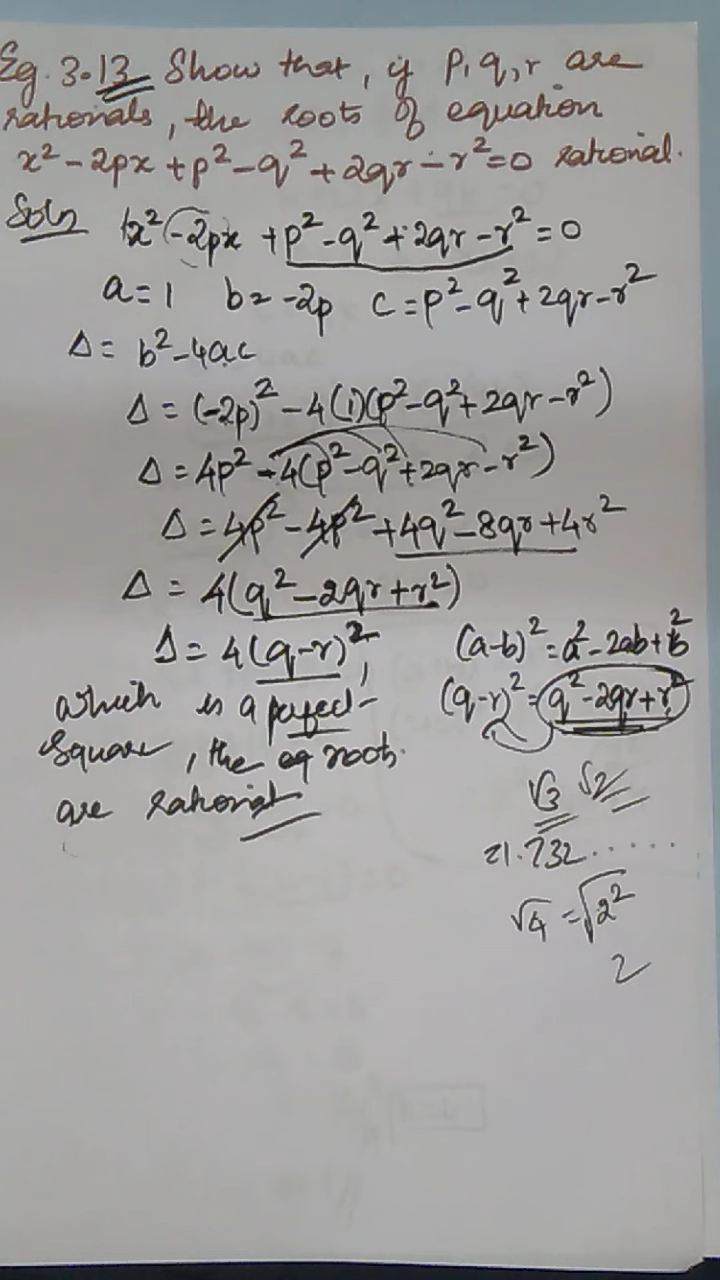 Eg. 3.13 Show that, if P, q, r are
rationals, the roots of equation
x² - 2px + p² - q² + 2qr - r² = 0 rational.
Soln x² - 2px + p² - q² + 2qr - r² = 0
a = 1 b = -2p c = p² - q² + 2qr - r²
Δ = b² - 4ac
Δ = (-2p)² - 4(1)(p² - q² + 2qr - r²)
Δ = 4p² - 4(p² - q² + 2qr - r²)
Δ = 4p² - 4p² + 4q² - 8qr + 4r²
Δ = 4(q² - 2qr + r²)
Δ = 4(q-r)²,
which is a perfect
square, the roots
are rational
(a-b)² = a² - 2ab + b²
(q-r)² = q² - 2qr + r²
√3 √2
=1.732......
√4 = √2²
2